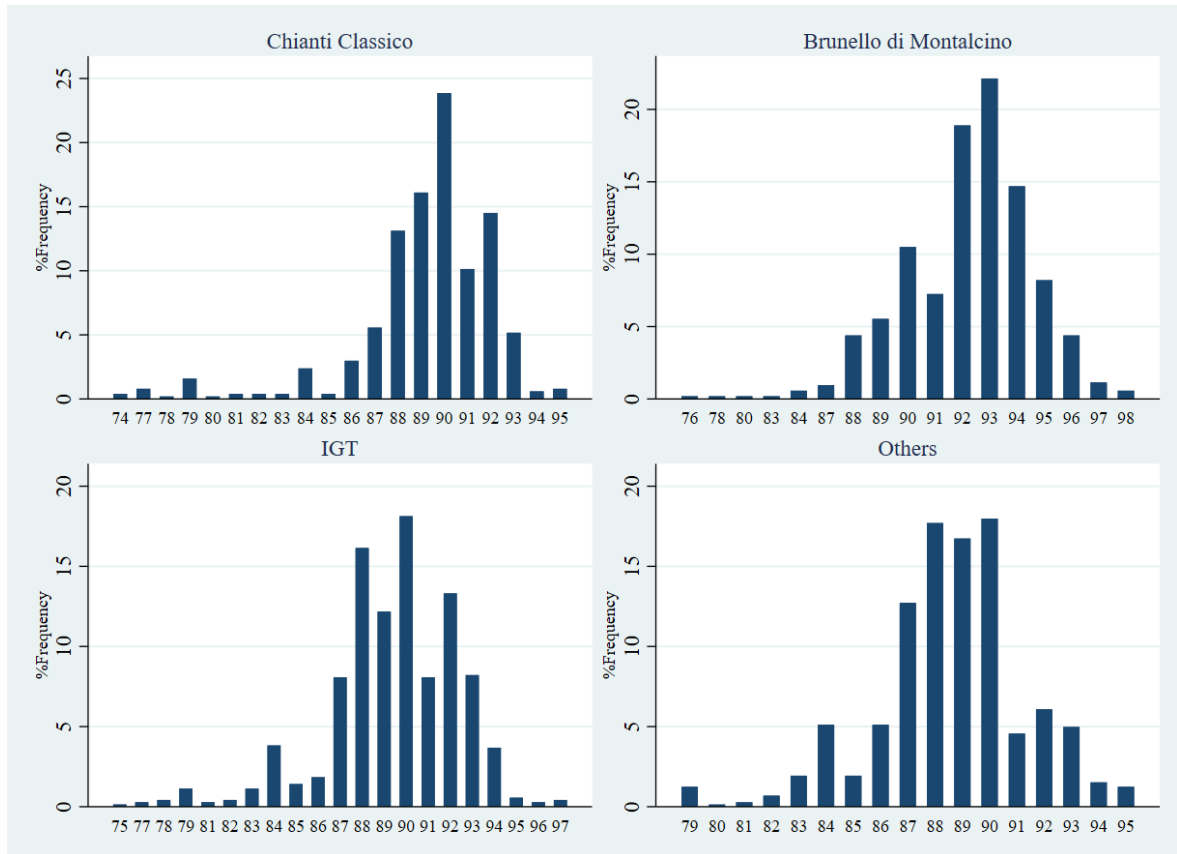 Chianti Classico
%Frequency
25
20
15
10
5
0
74 77 78 79 80 81 82 83 84 85 86 87 88 89 90 91 92 93 94 95
Brunello di Montalcino
%Frequency
20
15
10
5
0
76 78 80 83 84 87 88 89 90 91 92 93 94 95 96 97 98
IGT
%Frequency
20
15
10
5
0
75 77 78 79 81 82 83 84 85 86 87 88 89 90 91 92 93 94 95 96 97
Others
%Frequency
20
15
10
5
0
79 80 81 82 83 84 85 86 87 88 89 90 91 92 93 94 95